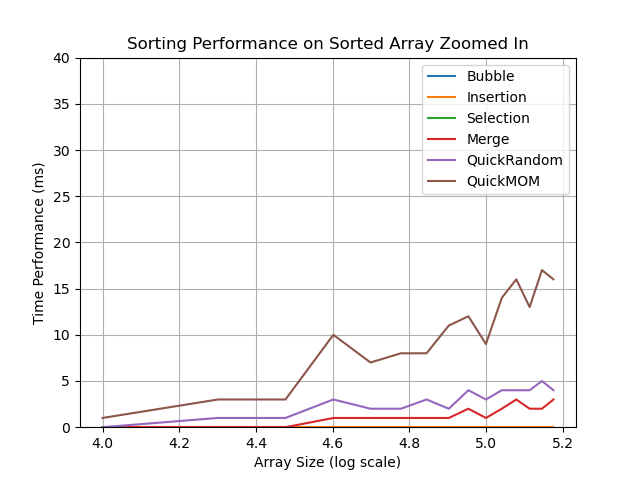 Sorting Performance on Sorted Array Zoomed In
40
35
30
25
20
15
10
5
0
Time Performance (ms)
Bubble
Insertion
Selection
Merge
QuickRandom
QuickMOM
4.0 4.2 4.4 4.6 4.8 5.0 5.2
Array Size (log scale)